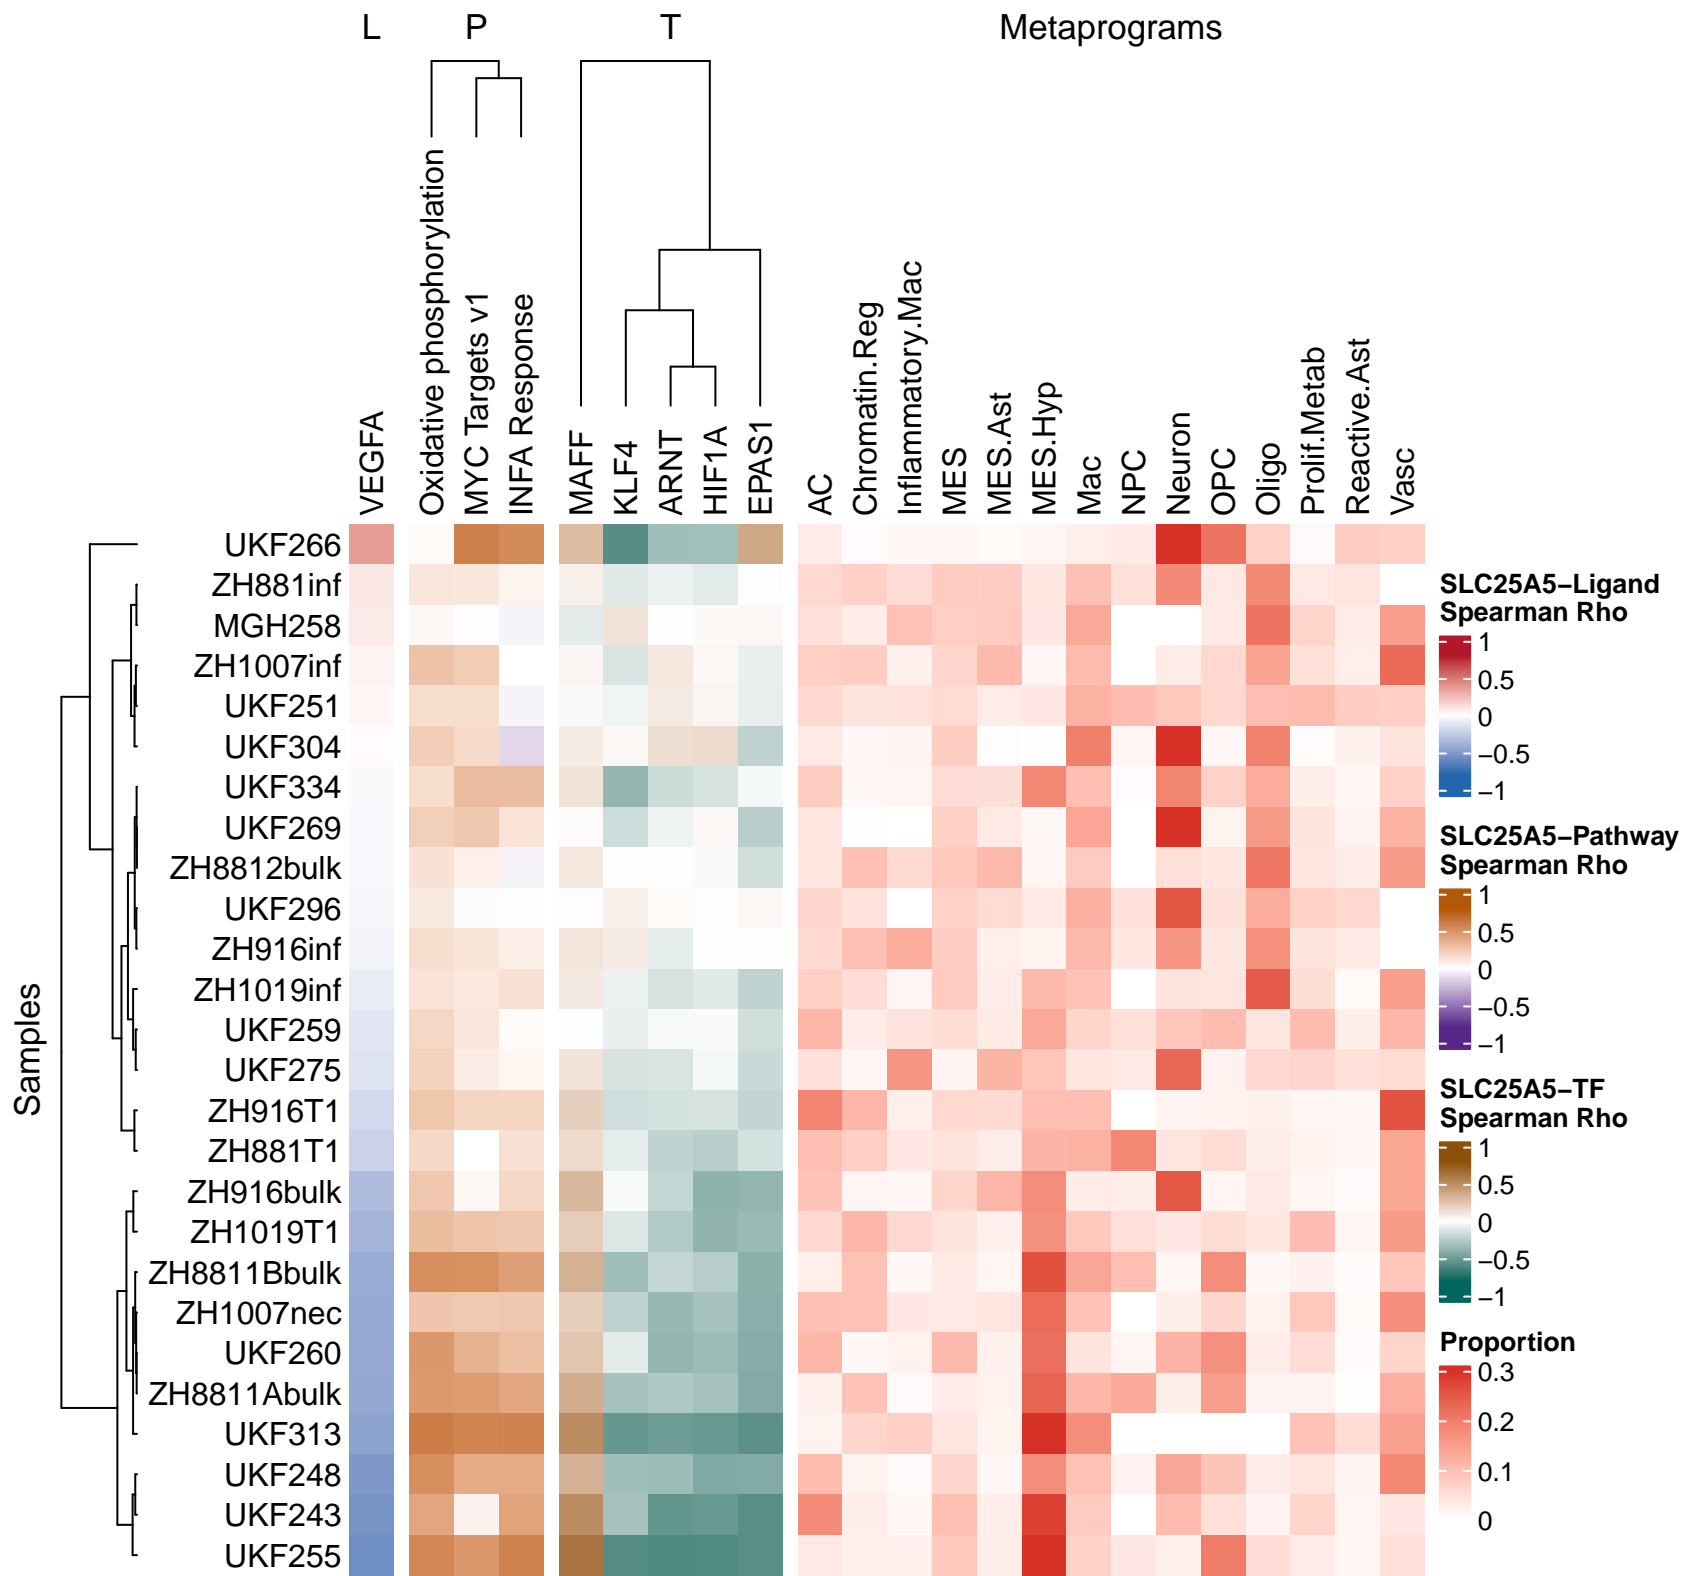 L P T Metaprograms
Oxidative phosphorylation
MYC Targets v1
INFA Response
VEGFA
MAFF
KLF4
ARNT
HIF1A
EPAS1
AC
Chromatin.Reg
Inflammatory.Mac
MES
MES.Ast
MES.Hyp
Mac
NPC
Neuron
OPC
Oligo
Prolif.Metab
Reactive.Ast
Vasc
Samples
UKF266
ZH881inf
MGH258
ZH1007inf
UKF251
UKF304
UKF334
UKF269
ZH8812bulk
UKF296
ZH916inf
ZH1019inf
UKF259
UKF275
ZH916T1
ZH881T1
ZH916bulk
ZH1019T1
ZH8811Bbulk
ZH1007nec
UKF260
ZH8811Abulk
UKF313
UKF248
UKF243
UKF255
SLC25A5−Ligand
Spearman Rho
1
0.5
0
−0.5
−1
SLC25A5−Pathway
Spearman Rho
1
0.5
0
−0.5
−1
SLC25A5−TF
Spearman Rho
1
0.5
0
−0.5
−1
Proportion
0.3
0.2
0.1
0